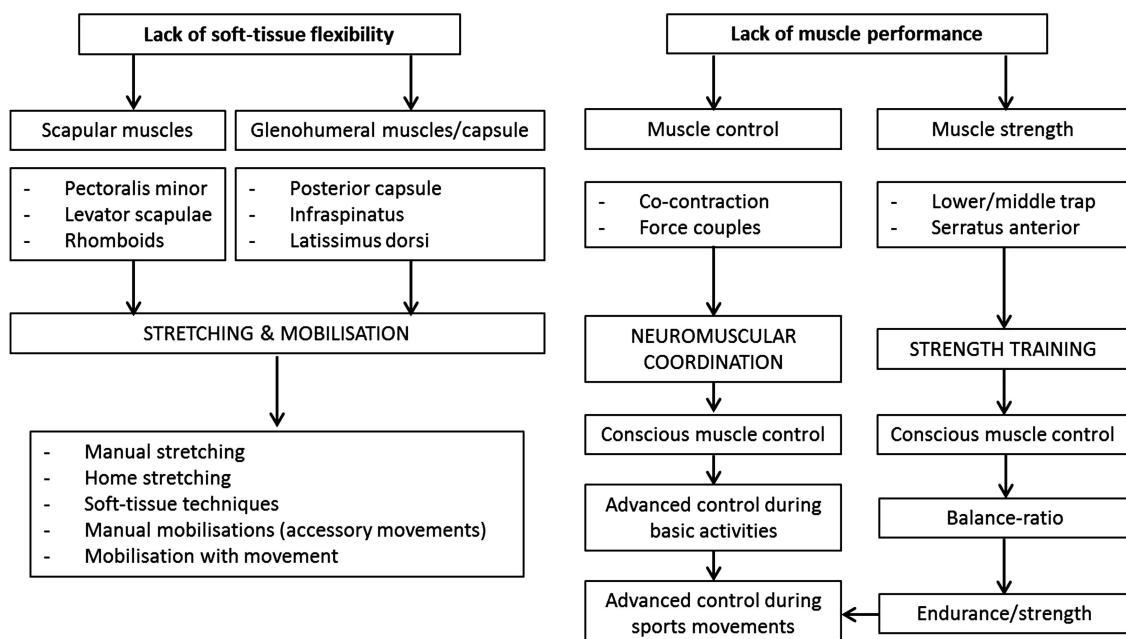 Lack of soft-tissue flexibility
Scapular muscles
Glenohumeral muscles/capsule
- Pectoralis minor
- Levator scapulae
- Rhomboids
- Posterior capsule
- Infraspinatus
- Latissimus dorsi
STRETCHING & MOBILISATION
- Manual stretching
- Home stretching
- Soft-tissue techniques
- Manual mobilisations (accessory movements)
- Mobilisation with movement
Lack of muscle performance
Muscle control
Muscle strength
- Co-contraction
- Force couples
- Lower/middle trap
- Serratus anterior
NEUROMUSCULAR
COORDINATION
STRENGTH TRAINING
Conscious muscle control
Conscious muscle control
Advanced control during
basic activities
Balance-ratio
Advanced control during
sports movements
Endurance/strength